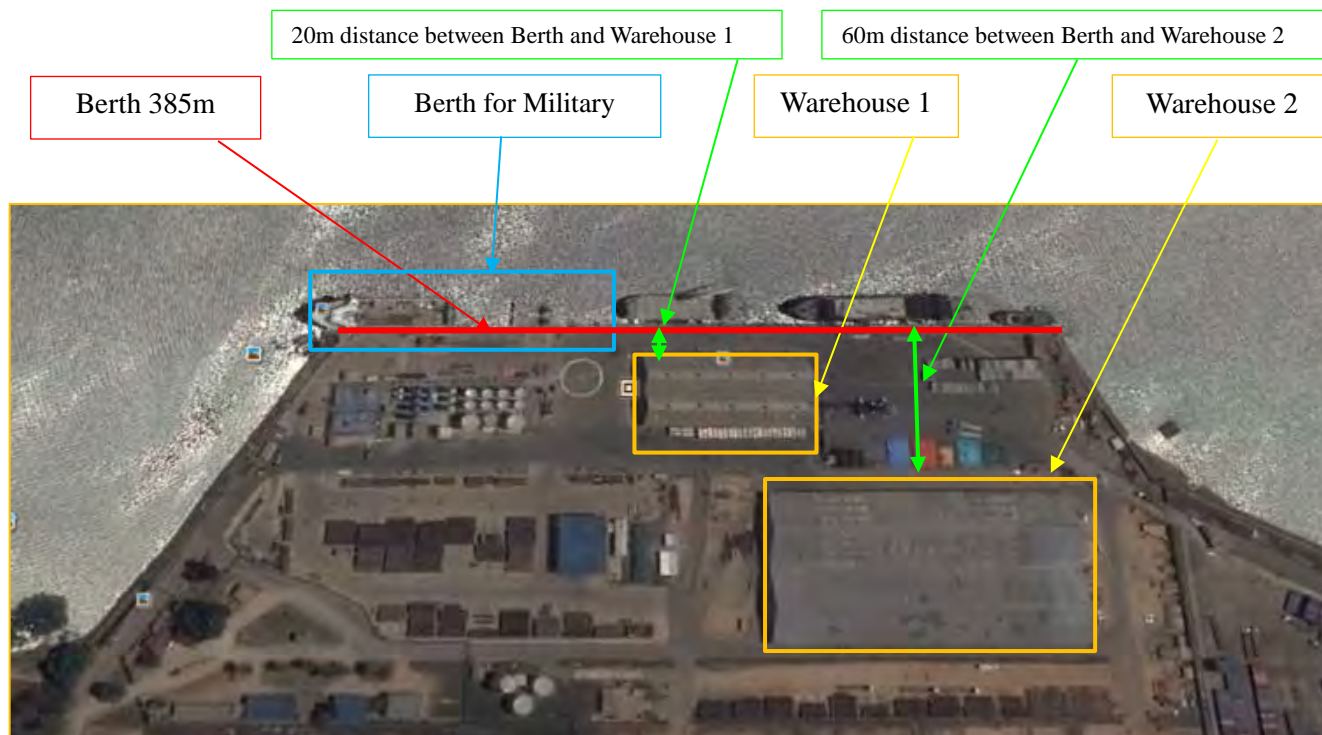 20m distance between Berth and Warehouse 1
60m distance between Berth and Warehouse 2
Berth 385m
Berth for Military
Warehouse 1
Warehouse 2